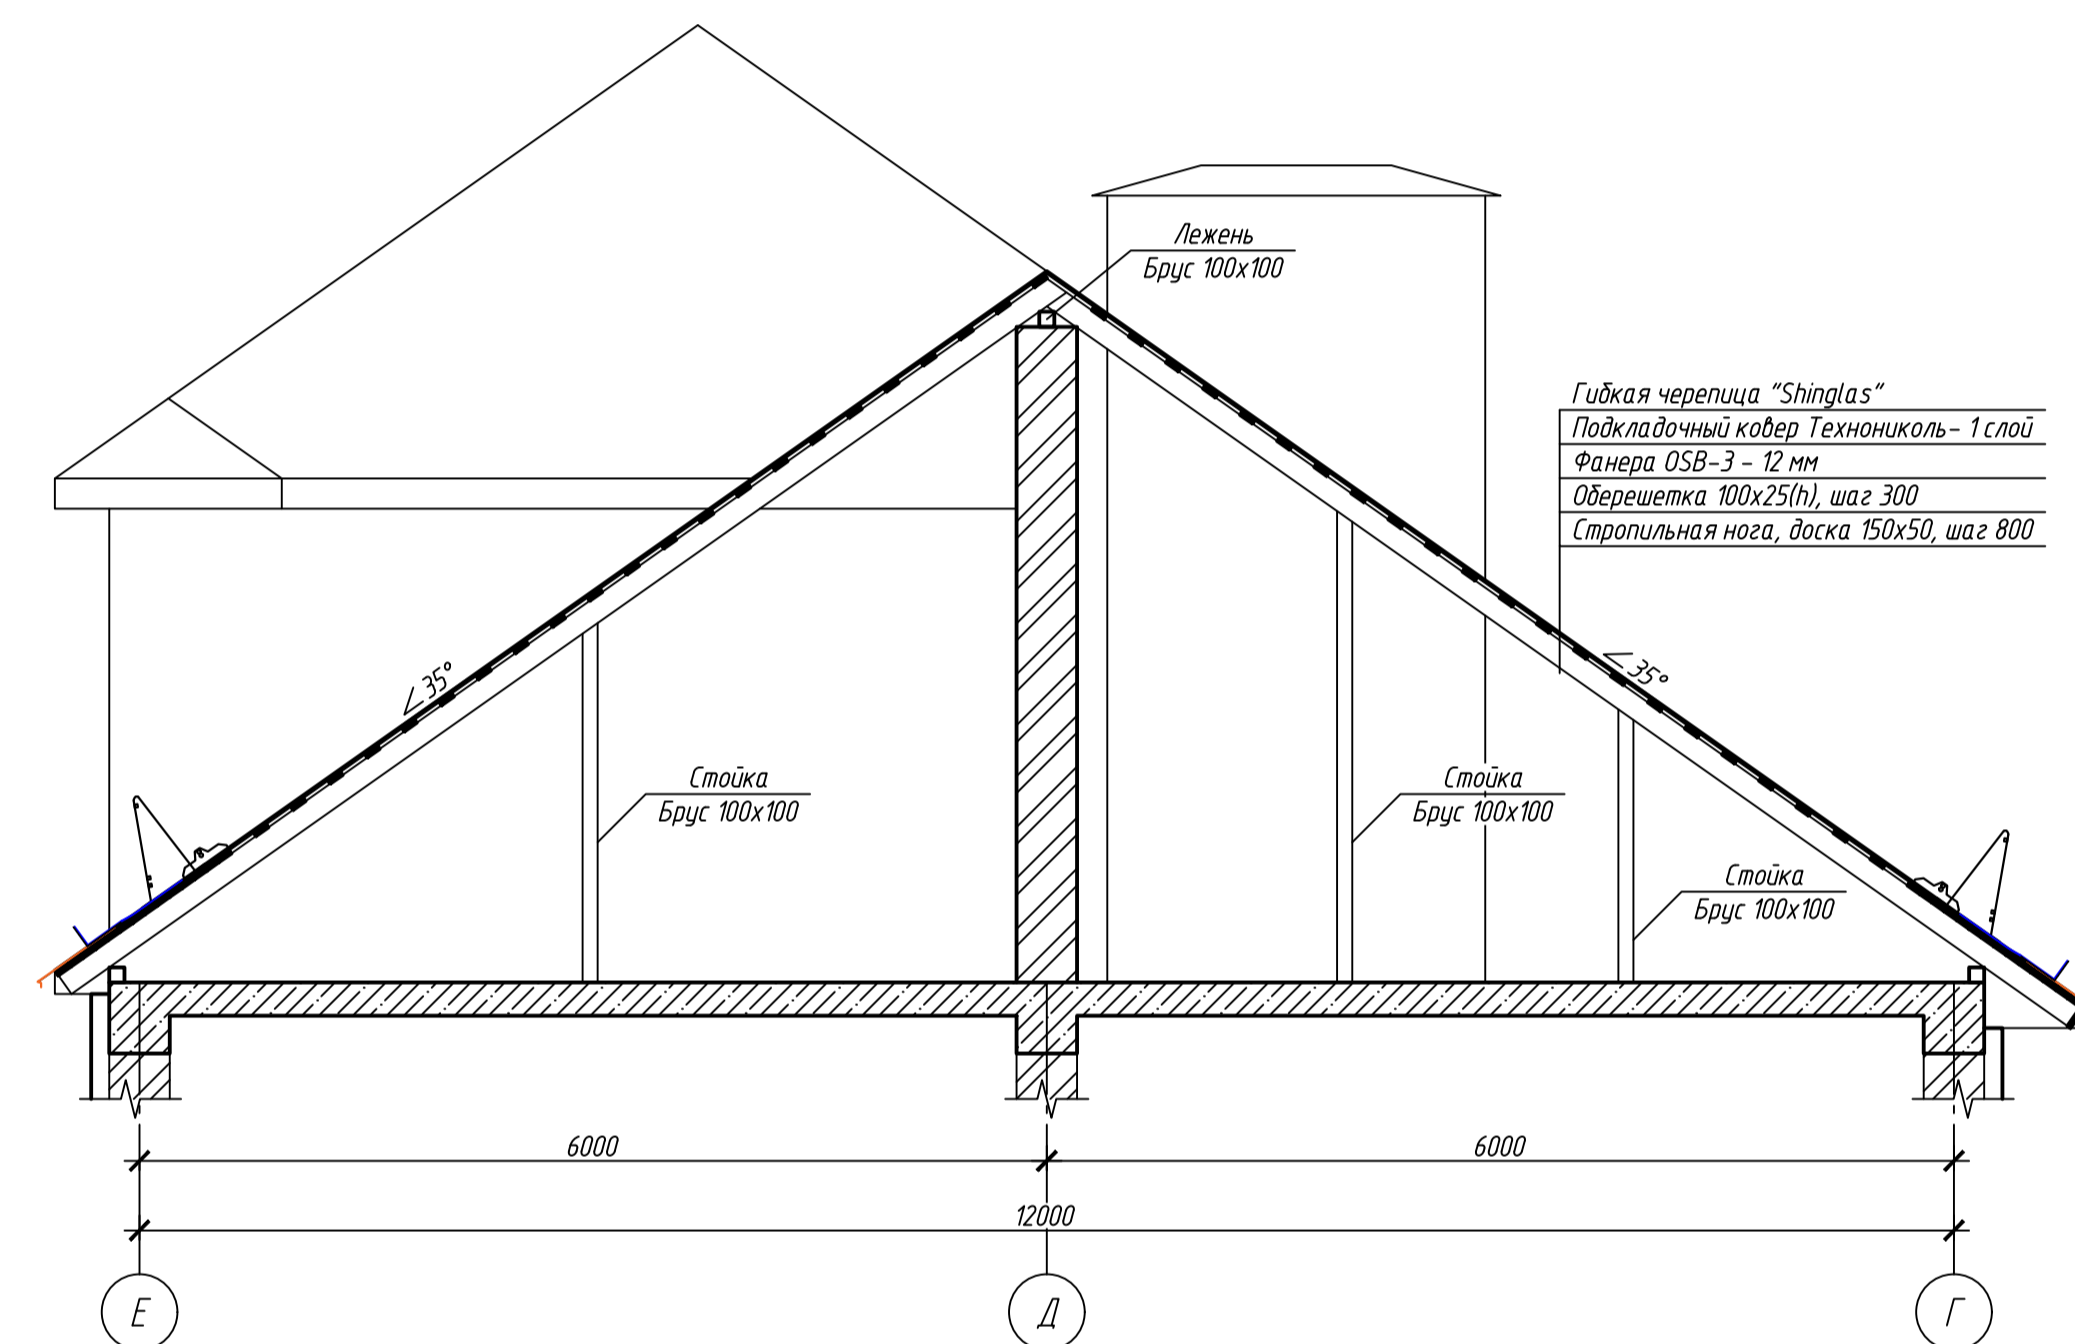 Лежень
Брус 100х100
Гибкая черепица "Shinglas"
Подкладочный ковер Технониколь- 1 слой
Фанера OSB-3 - 12 мм
Оберешетка 100х25(h), шаг 300
Стропильная нога, доска 150х50, шаг 800
35°
35°
Стойка
Брус 100х100
Стойка
Брус 100х100
Стойка
Брус 100х100
6000
6000
12000
Е
Д
Г